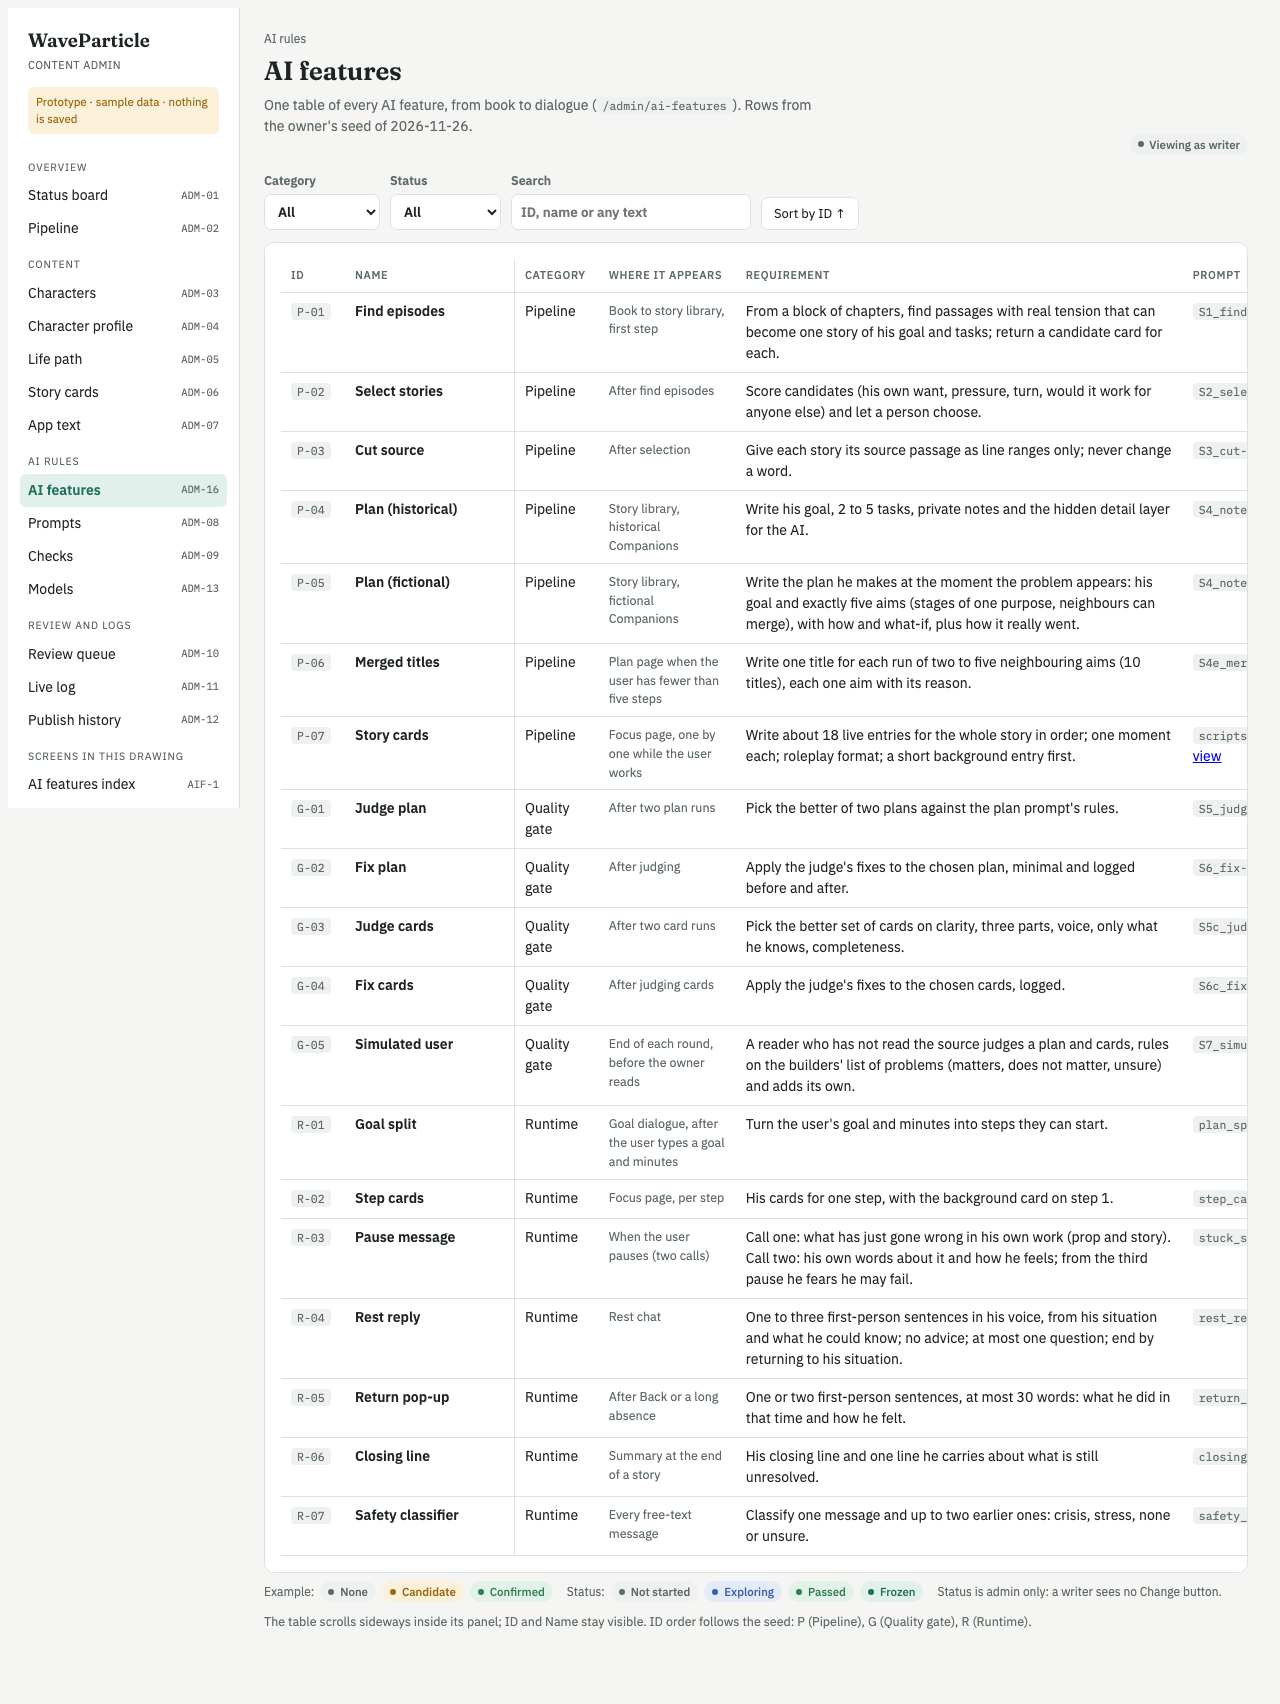 WaveParticle
CONTENT ADMIN
Prototype · sample data · nothing
is saved
OVERVIEW
Status board ADM-01
Pipeline ADM-02
CONTENT
Characters ADM-03
Character profile ADM-04
Life path ADM-05
Story cards ADM-06
App text ADM-07
AI RULES
AI features ADM-16
Prompts ADM-08
Checks ADM-09
Models ADM-13
REVIEW AND LOGS
Review queue ADM-10
Live log ADM-11
Publish history ADM-12
SCREENS IN THIS DRAWING
AI features index AIF-1
AI rules
AI features
One table of every AI feature, from book to dialogue ( /admin/ai-features ). Rows from
the owner's seed of 2026-11-26.
Viewing as writer
Category Status Search
All All ID, name or any text Sort by ID ↑
ID NAME CATEGORY WHERE IT APPEARS REQUIREMENT PROMPT
P-01 Find episodes Pipeline Book to story library, From a block of chapters, find passages with real tension that can S1_find
first step become one story of his goal and tasks; return a candidate card for
each.
P-02 Select stories Pipeline After find episodes Score candidates (his own want, pressure, turn, would it work for S2_sele
anyone else) and let a person choose.
P-03 Cut source Pipeline After selection Give each story its source passage as line ranges only; never change S3_cut-
a word.
P-04 Plan (historical) Pipeline Story library, Write his goal, 2 to 5 tasks, private notes and the hidden detail layer S4_note
historical for the AI.
Companions
P-05 Plan (fictional) Pipeline Story library, Write the plan he makes at the moment the problem appears: his S4_note
fictional goal and exactly five aims (stages of one purpose, neighbours can
Companions merge), with how and what-if, plus how it really went.
P-06 Merged titles Pipeline Plan page when the Write one title for each run of two to five neighbouring aims (10 S4e_mer
user has fewer than titles), each one aim with its reason.
five steps
P-07 Story cards Pipeline Focus page, one by Write about 18 live entries for the whole story in order; one moment scripts
one while the user each; roleplay format; a short background entry first. view
works
G-01 Judge plan Quality After two plan runs Pick the better of two plans against the plan prompt's rules. S5_judg
gate
G-02 Fix plan Quality After judging Apply the judge's fixes to the chosen plan, minimal and logged S6_fix-
gate before and after.
G-03 Judge cards Quality After two card runs Pick the better set of cards on clarity, three parts, voice, only what S5c_jud
gate he knows, completeness.
G-04 Fix cards Quality After judging cards Apply the judge's fixes to the chosen cards, logged. S6c_fix
gate
G-05 Simulated user Quality End of each round, A reader who has not read the source judges a plan and cards, rules S7_simu
gate before the owner on the builders' list of problems (matters, does not matter, unsure)
reads and adds its own.
R-01 Goal split Runtime Goal dialogue, after Turn the user's goal and minutes into steps they can start. plan_sp
the user types a goal
and minutes
R-02 Step cards Runtime Focus page, per step His cards for one step, with the background card on step 1. step_ca
R-03 Pause message Runtime When the user Call one: what has just gone wrong in his own work (prop and story). stuck_s
pauses (two calls) Call two: his own words about it and how he feels; from the third
pause he fears he may fail.
R-04 Rest reply Runtime Rest chat One to three first-person sentences in his voice, from his situation rest_re
and what he could know; no advice; at most one question; end by
returning to his situation.
R-05 Return pop-up Runtime After Back or a long One or two first-person sentences, at most 30 words: what he did in return_
absence that time and how he felt.
R-06 Closing line Runtime Summary at the end His closing line and one line he carries about what is still closing
of a story unresolved.
R-07 Safety classifier Runtime Every free-text Classify one message and up to two earlier ones: crisis, stress, none safety_
message or unsure.
Example: None Candidate Confirmed Status: Not started Exploring Passed Frozen Status is admin only: a writer sees no Change button.
The table scrolls sideways inside its panel; ID and Name stay visible. ID order follows the seed: P (Pipeline), G (Quality gate), R (Runtime).